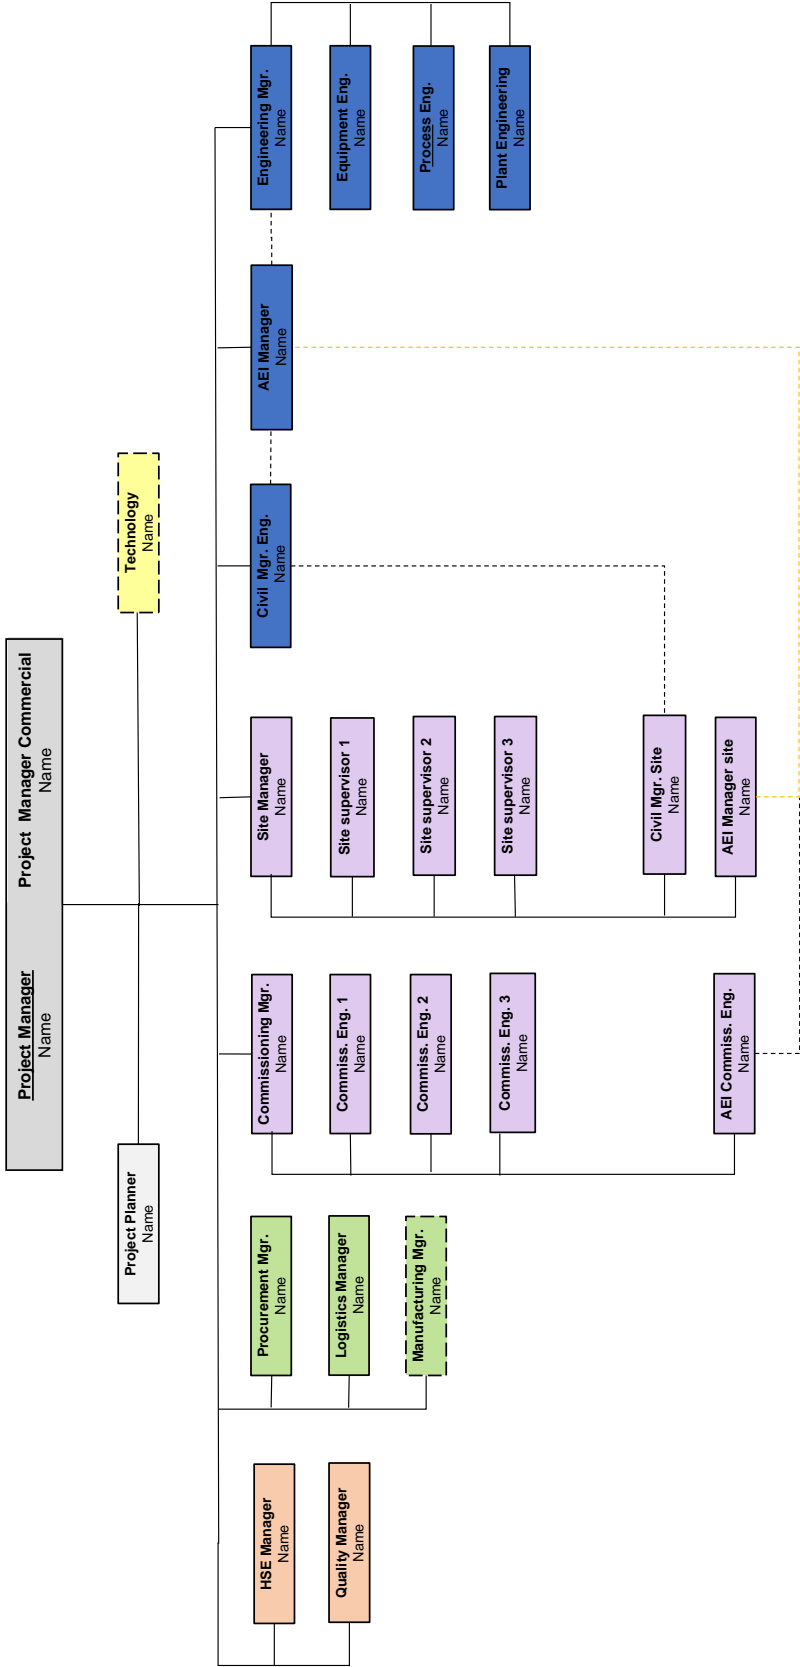 Project Manager
Name
Project  Manager Commercial
Name
Project Planner
Name
Technology
Name
HSE Manager
Name
Quality Manager
Name
Procurement Mgr.
Name
Logistics Manager
Name
Manufacturing Mgr.
Name
Commissioning Mgr.
Name
Commiss. Eng. 1
Name
Commiss. Eng. 2
Name
Commiss. Eng. 3
Name
AEI Commiss. Eng.
Name
Site Manager
Name
Site supervisor 1
Name
Site supervisor 2
Name
Site supervisor 3
Name
Civil Mgr. Site
Name
AEI Manager site
Name
Civil  Mgr. Eng.
Name
AEI Manager
Name
Engineering Mgr.
Name
Equipment Eng.
Name
Process Eng.
Name
Plant Engineering
Name